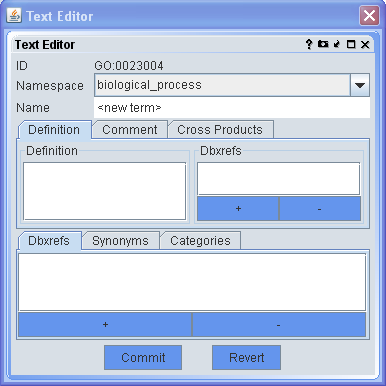 Text Editor
Text Editor ?
ID GO:0023004
Namespace biological_process
Name <new term>
Definition Comment Cross Products
Definition Dbxrefs
+ -
Dbxrefs Synonyms Categories
+ -
Commit Revert